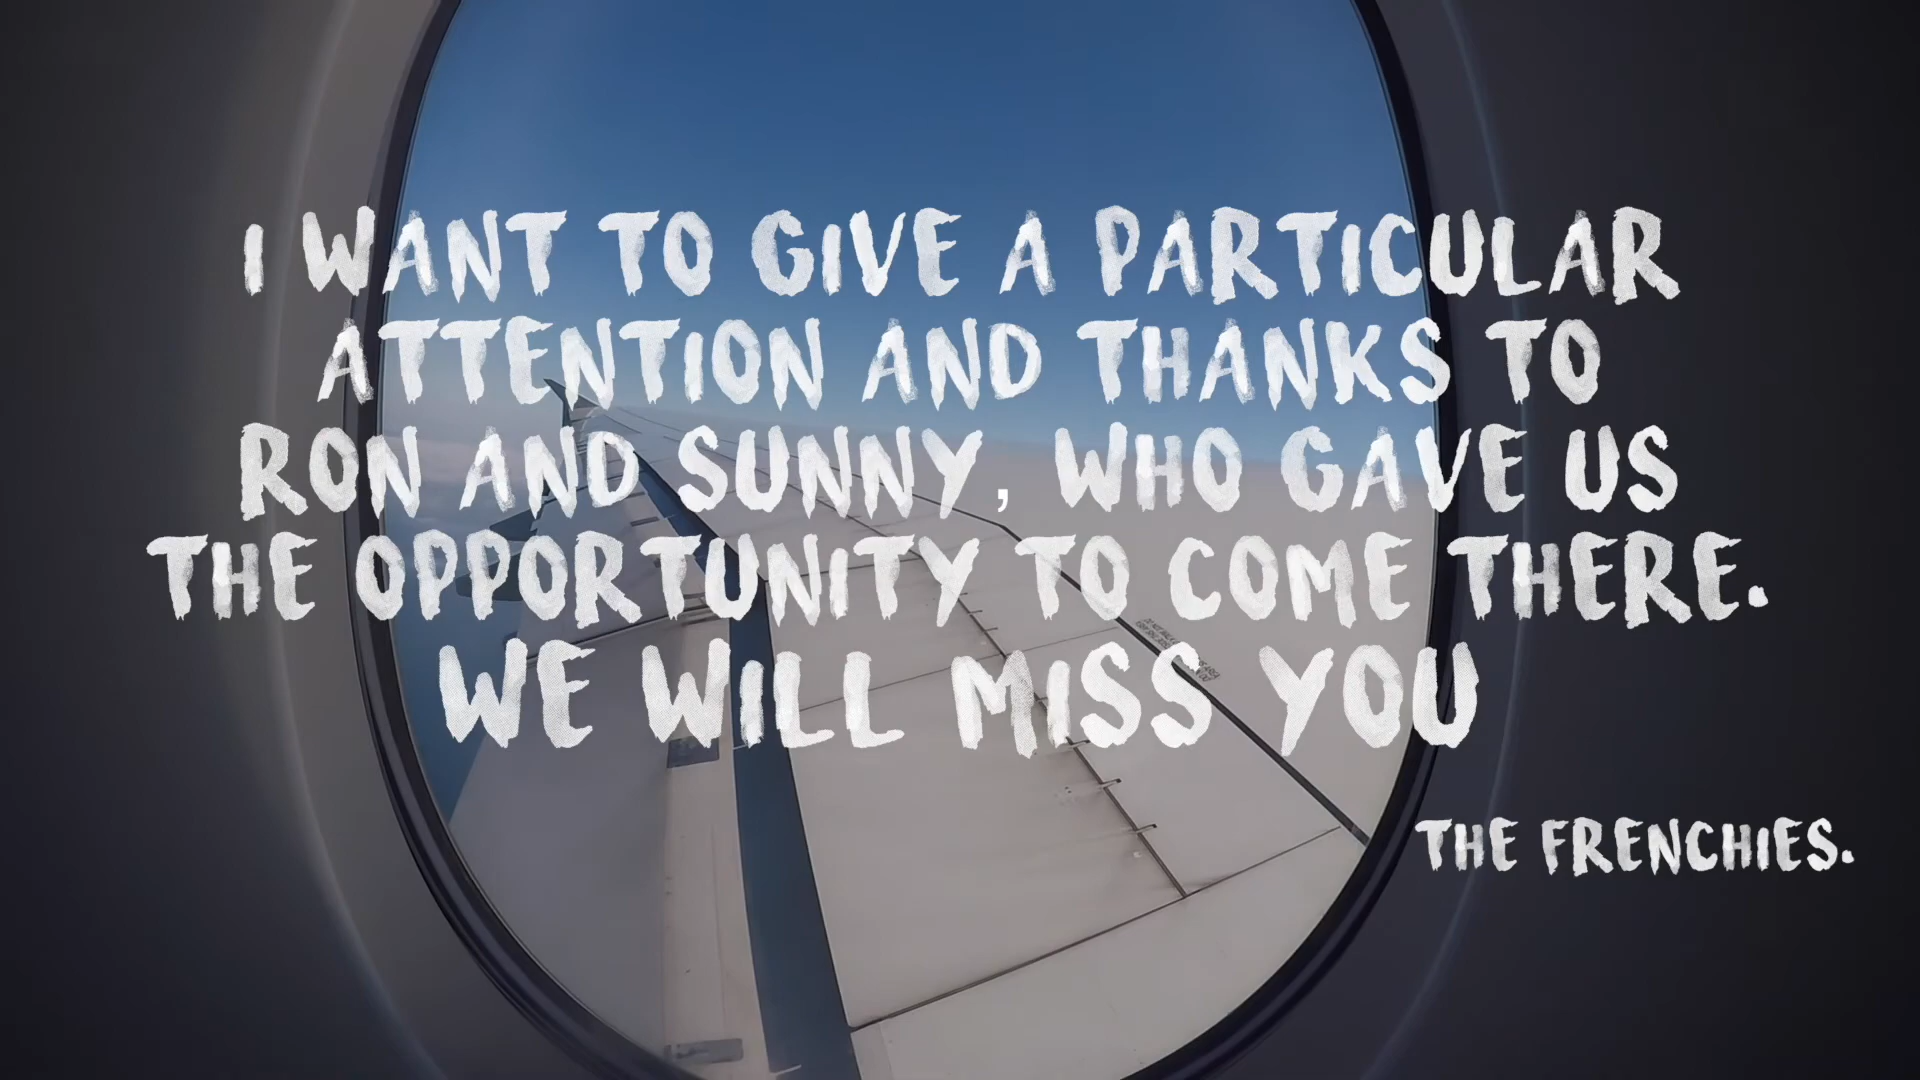 I WANT TO GIVE A PARTICULAR
ATTENTION AND THANKS TO
RON AND SUNNY, WHO GAVE US
THE OPPORTUNITY TO COME THERE.
WE WILL MISS YOU
THE FRENCHIES.